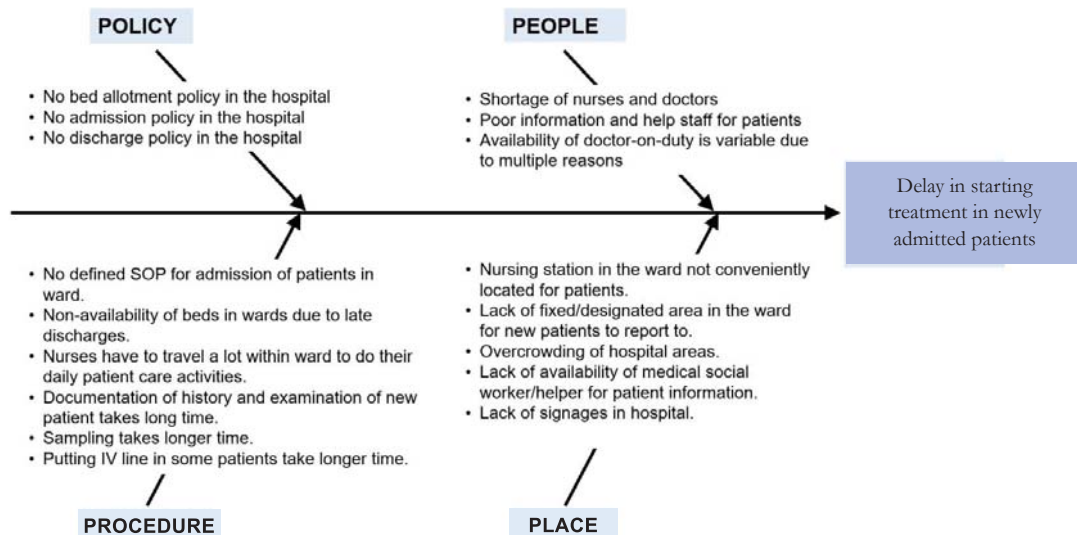 POLICY
• No bed allotment policy in the hospital
• No admission policy in the hospital
• No discharge policy in the hospital
PEOPLE
• Shortage of nurses and doctors
• Poor information and help staff for patients
• Availability of doctor-on-duty is variable due
to multiple reasons
Delay in starting
treatment in newly
admitted patients
• No defined SOP for admission of patients in
ward.
• Non-availability of beds in wards due to late
discharges.
• Nurses have to travel a lot within ward to do their
daily patient care activities.
• Documentation of history and examination of new
patient takes long time.
• Sampling takes longer time.
• Putting IV line in some patients take longer time.
PROCEDURE
• Nursing station in the ward not conveniently
located for patients.
• Lack of fixed/designated area in the ward
for new patients to report to.
• Overcrowding of hospital areas.
• Lack of availability of medical social
worker/helper for patient information.
• Lack of signages in hospital.
PLACE